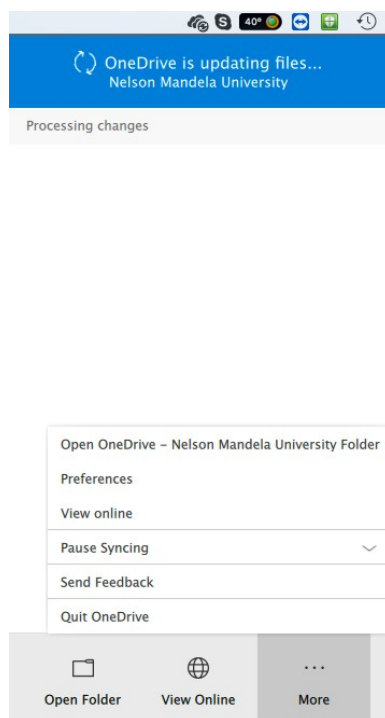 40°
OneDrive is updating files...
Nelson Mandela University
Processing changes
Open OneDrive – Nelson Mandela University Folder
Preferences
View online
Pause Syncing
Send Feedback
Quit OneDrive
Open Folder View Online More